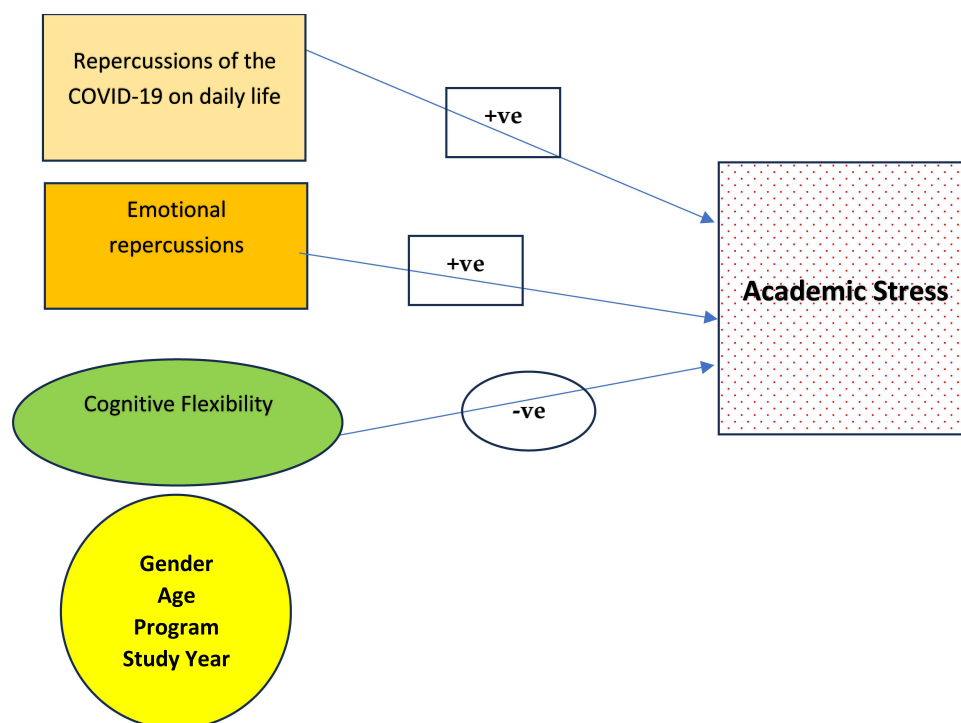 Repercussions of the
COVID-19 on daily life
+ve
Emotional
repercussions
+ve
Academic Stress
Cognitive Flexibility
-ve
Gender
Age
Program
Study Year